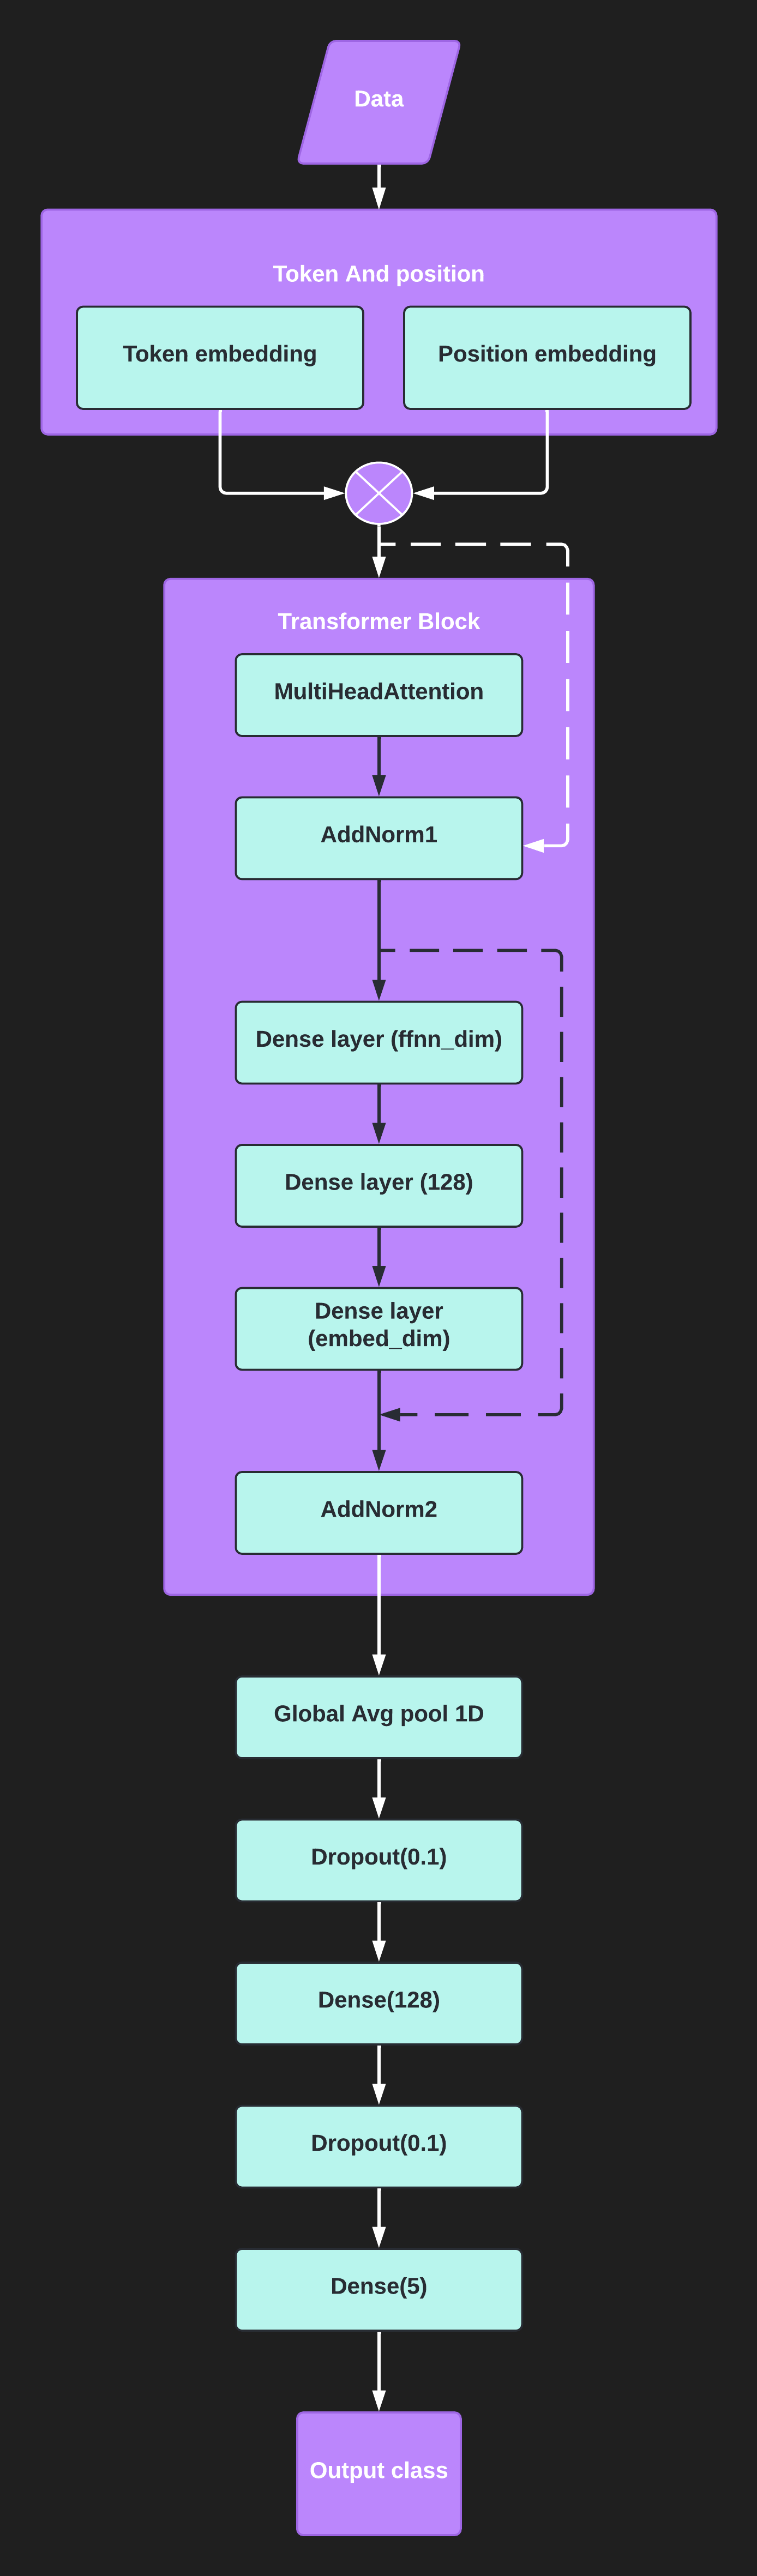 Data
Token And position
Token embedding
Position embedding
Transformer Block
MultiHeadAttention
AddNorm1
Dense layer (ffnn_dim)
Dense layer (128)
Dense layer
(embed_dim)
AddNorm2
Global Avg pool 1D
Dropout(0.1)
Dense(128)
Dropout(0.1)
Dense(5)
Output class